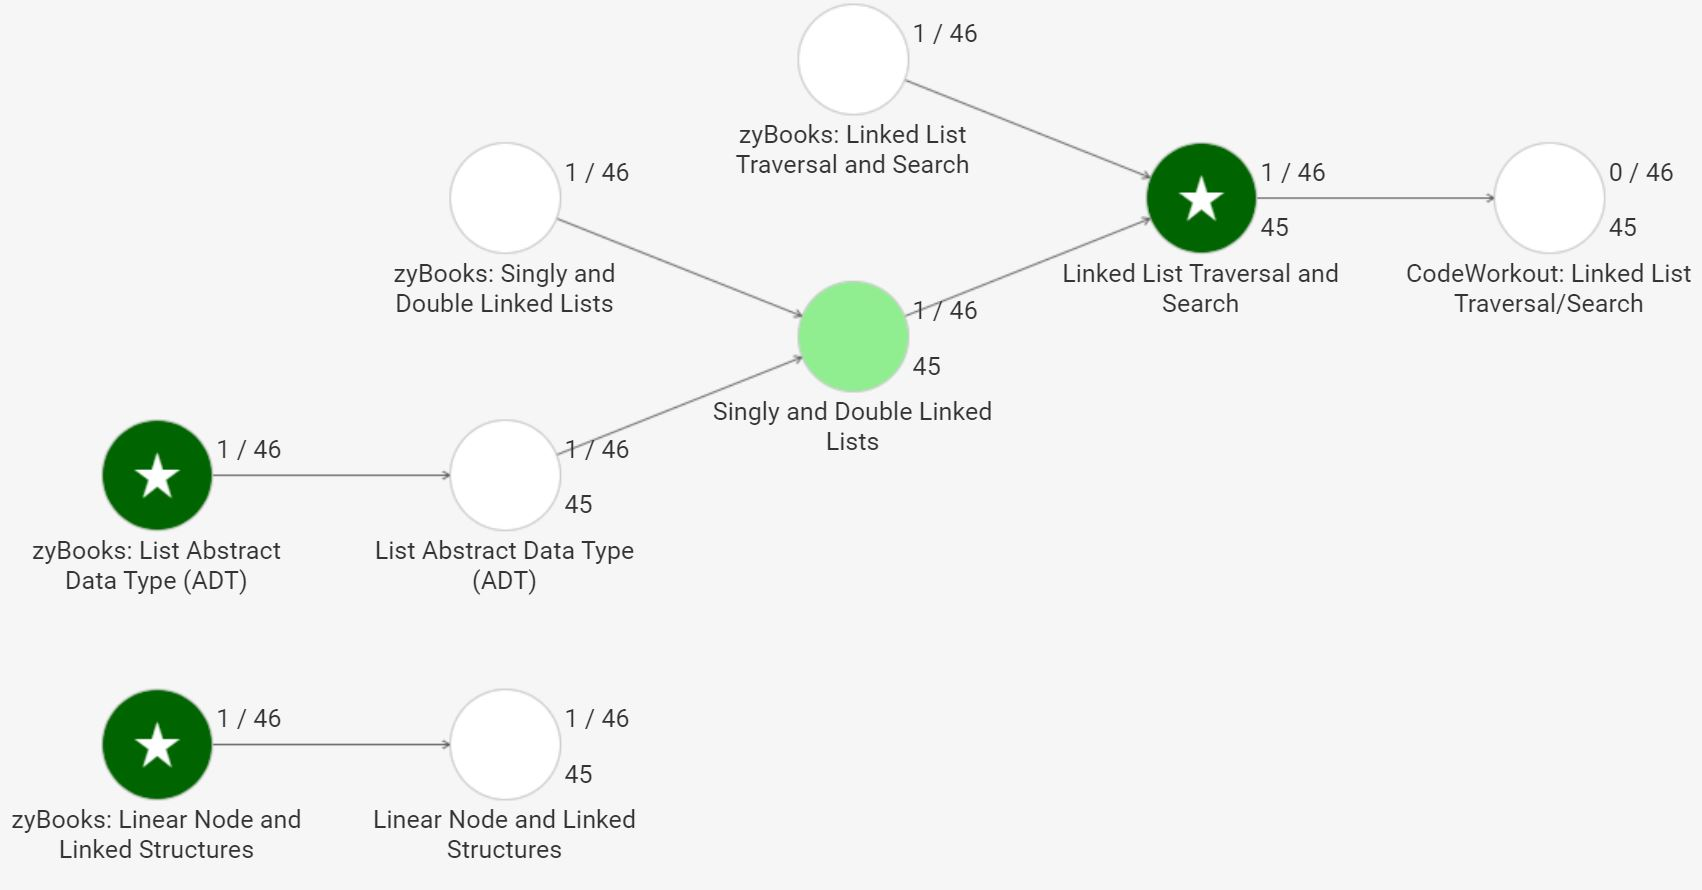 1 / 46
zyBooks: Linked List
Traversal and Search
1 / 46
zyBooks: Singly and
Double Linked Lists
1 / 46
45
Linked List Traversal and
Search
0 / 46
45
CodeWorkout: Linked List
Traversal/Search
1 / 46
45
Singly and Double Linked
Lists
1 / 46
zyBooks: List Abstract
Data Type (ADT)
1 / 46
45
List Abstract Data Type
(ADT)
1 / 46
zyBooks: Linear Node and
Linked Structures
1 / 46
45
Linear Node and Linked
Structures